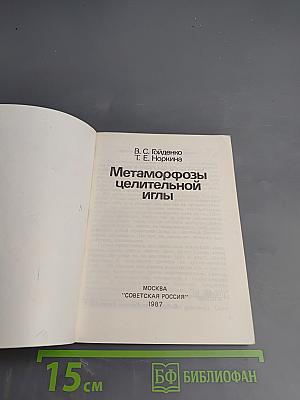 В. С. Гойденко
Т. Е. Норкина
Метаморфозы
целительной
иглы
МОСКВА
"СОВЕТСКАЯ РОССИЯ"
1987
15 см
БФ БИБЛИОФАН